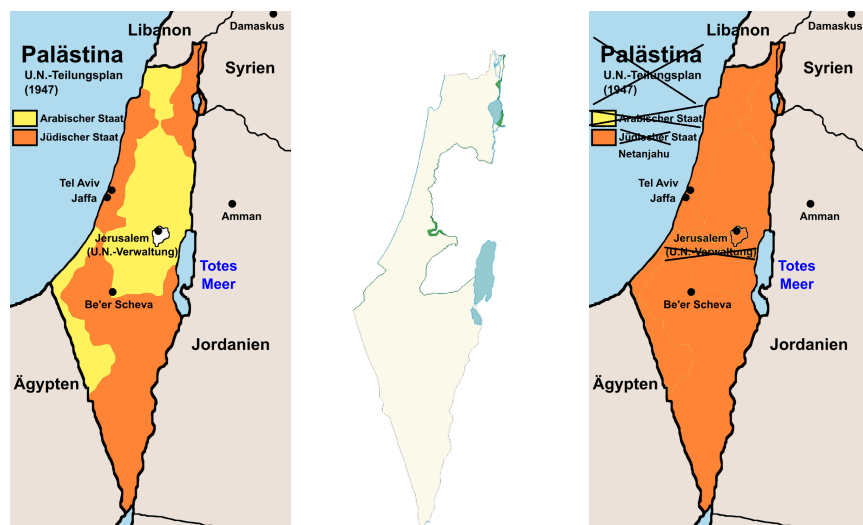 Libanon
Damaskus
Palästina
U.N.-Teilungsplan
(1947)
Syrien
Arabischer Staat
Jüdischer Staat
Tel Aviv
Jaffa
Amman
Jerusalem
(U.N.-Verwaltung)
Totes
Meer
Be'er Scheva
Jordanien
Ägypten
Libanon
Damaskus
Palästina
U.N.-Teilungsplan
(1947)
Syrien
Arabischer Staat
Jüdischer Staat
Netanjahu
Tel Aviv
Jaffa
Amman
Jerusalem
(U.N.-Verwaltung)
Totes
Meer
Be'er Scheva
Jordanien
Ägypten